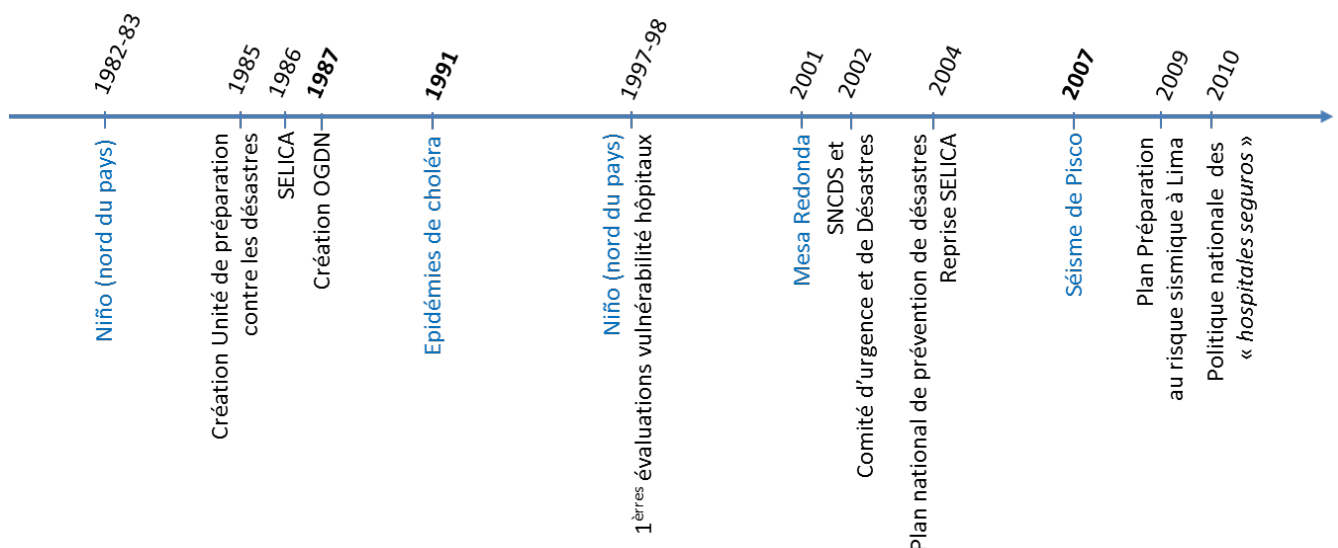 1982-83
1985
1986
1987
1991
1997-98
2001
2002
2004
2007
2009
2010
Niño (nord du pays)
Création Unité de préparation
contre les désastres
SELICA
Création OGDN
Epidémies de choléra
Niño (nord du pays)
1èrres évaluations vulnérabilité hôpitaux
Mesa Redonda
SNCDS et
Comité d'urgence et de Désastres
Plan national de prévention de désastres
Reprise SELICA
Séisme de Pisco
Plan Préparation
au risque sismique à Lima
Politique nationale des
« hospitales seguros »